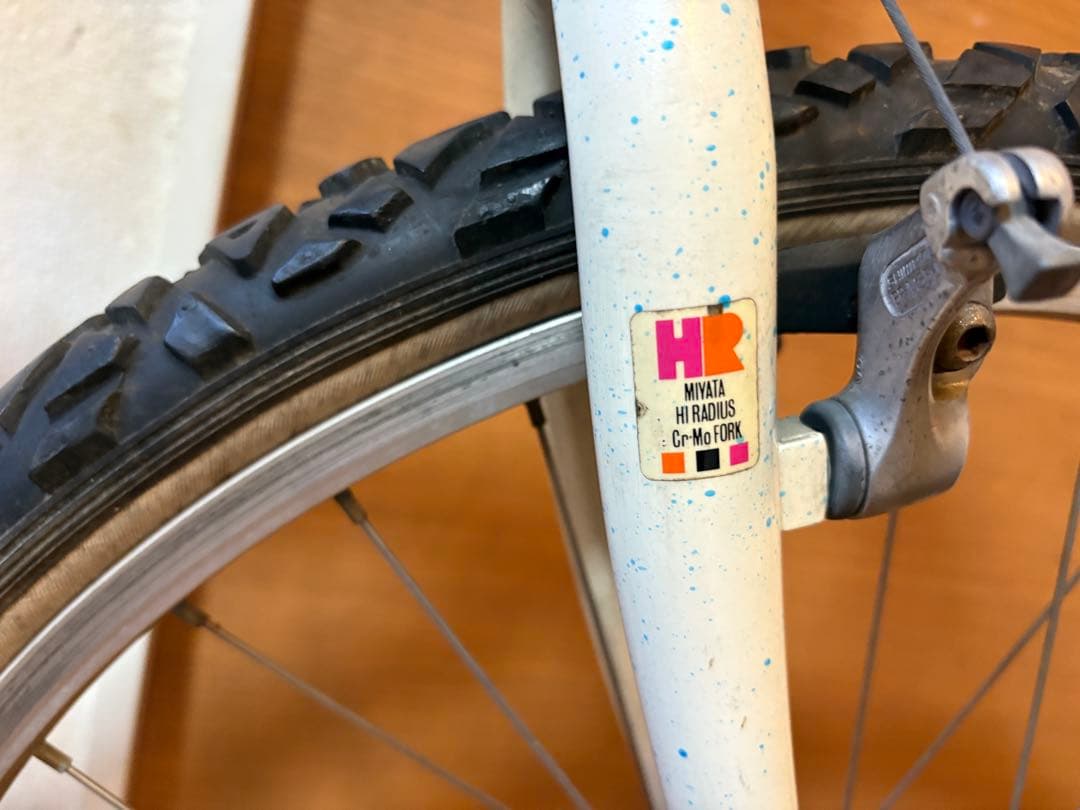 HR
MIYATA
HI RADIUS
Cr-Mo FORK